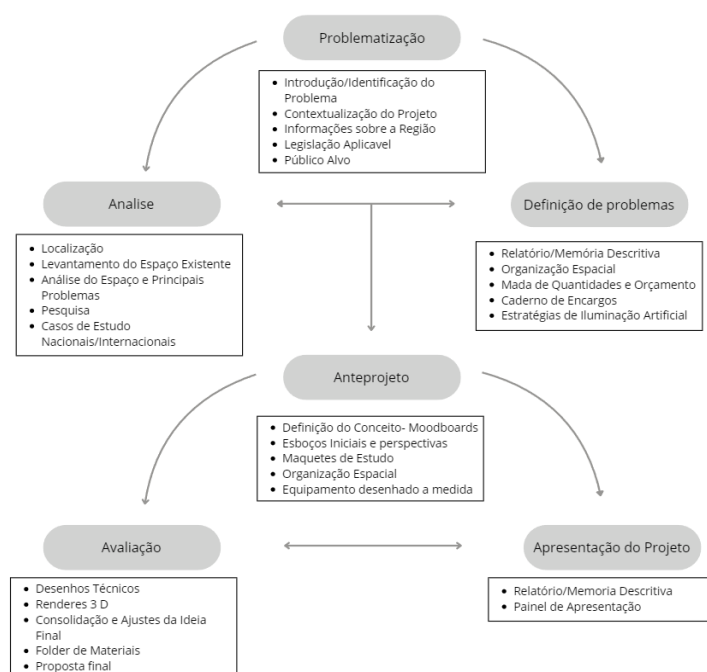 Problematização
• Introdução/Identificação do
Problema
• Contextualização do Projeto
• Informações sobre a Região
• Legislação Aplicavel
• Público Alvo
Analise
• Localização
• Levantamento do Espaço Existente
• Análise do Espaço e Principais
Problemas
• Pesquisa
• Casos de Estudo
Nacionais/Internacionais
Definição de problemas
• Relatório/Memória Descritiva
• Organização Espacial
• Mada de Quantidades e Orçamento
• Caderno de Encargos
• Estratégias de Iluminação Artificial
Anteprojeto
• Definição do Conceito- Moodboards
• Esboços Iniciais e perspectivas
• Maquetes de Estudo
• Organização Espacial
• Equipamento desenhado a medida
Avaliação
• Desenhos Técnicos
• Renderes 3 D
• Consolidação e Ajustes da Ideia
Final
• Folder de Materiais
• Proposta final
Apresentação do Projeto
• Relatório/Memoria Descritiva
• Painel de Apresentação